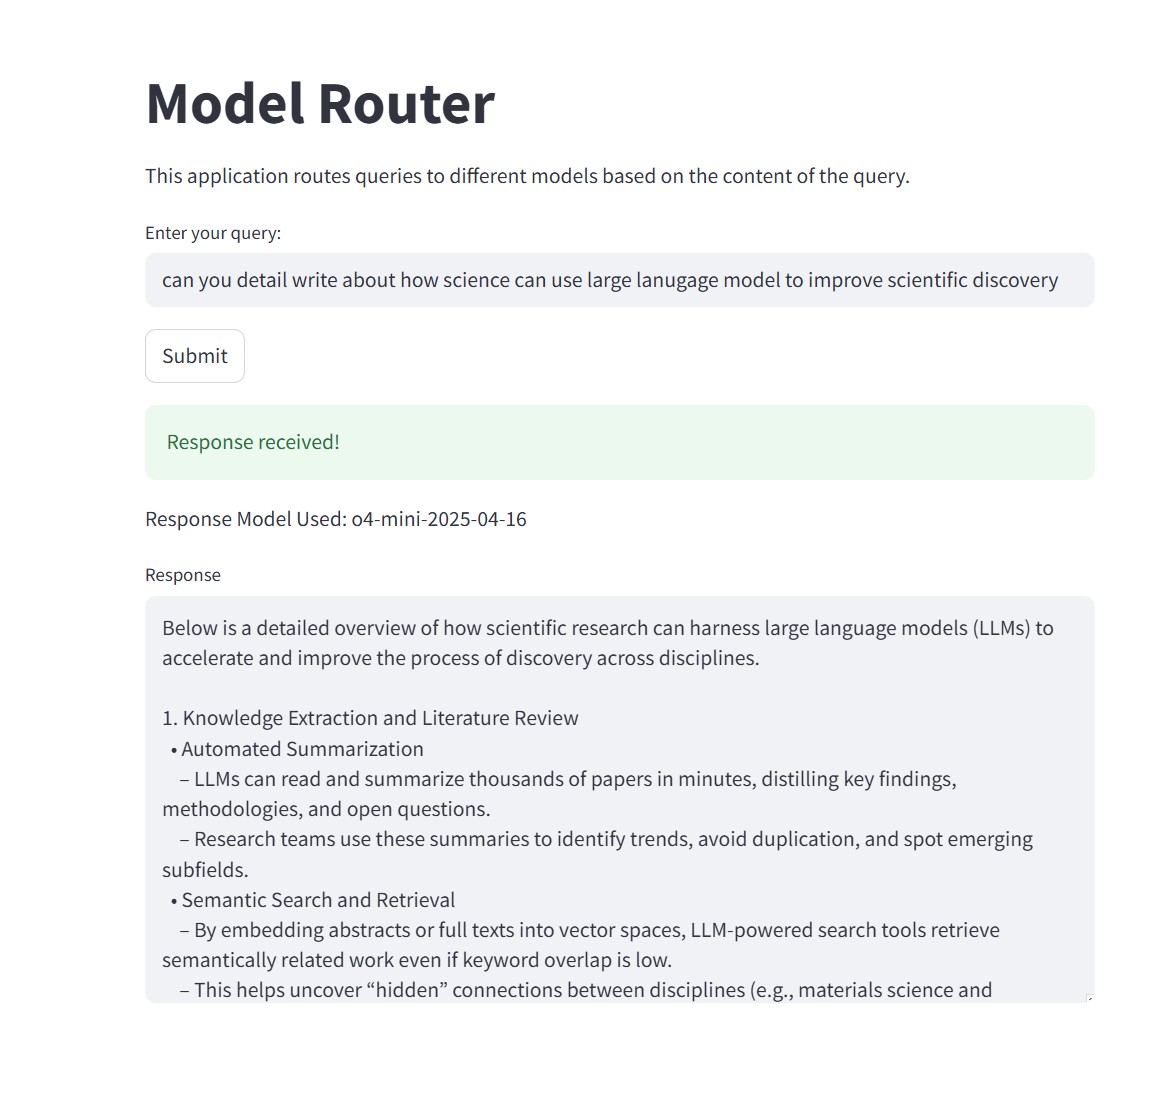 Model Router
This application routes queries to different models based on the content of the query.
Enter your query:
can you detail write about how science can use large lanugage model to improve scientific discovery
Submit
Response received!
Response Model Used: o4-mini-2025-04-16
Response
Below is a detailed overview of how scientific research can harness large language models (LLMs) to
accelerate and improve the process of discovery across disciplines.
1. Knowledge Extraction and Literature Review
• Automated Summarization
– LLMs can read and summarize thousands of papers in minutes, distilling key findings,
methodologies, and open questions.
– Research teams use these summaries to identify trends, avoid duplication, and spot emerging
subfields.
• Semantic Search and Retrieval
– By embedding abstracts or full texts into vector spaces, LLM-powered search tools retrieve
semantically related work even if keyword overlap is low.
– This helps uncover “hidden” connections between disciplines (e.g., materials science and